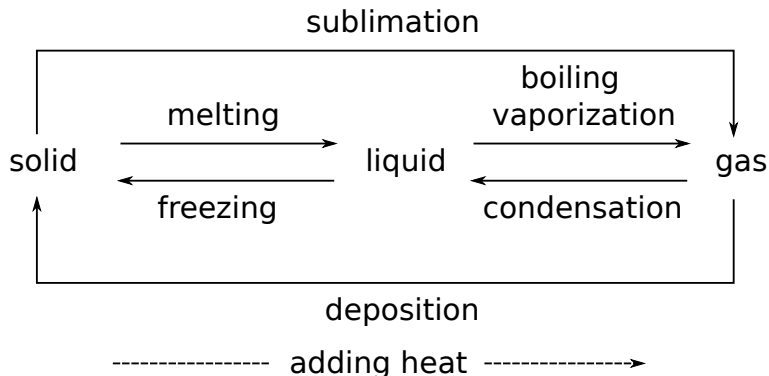 sublimation
boiling
melting vaporization
solid liquid gas
freezing condensation
deposition
adding heat